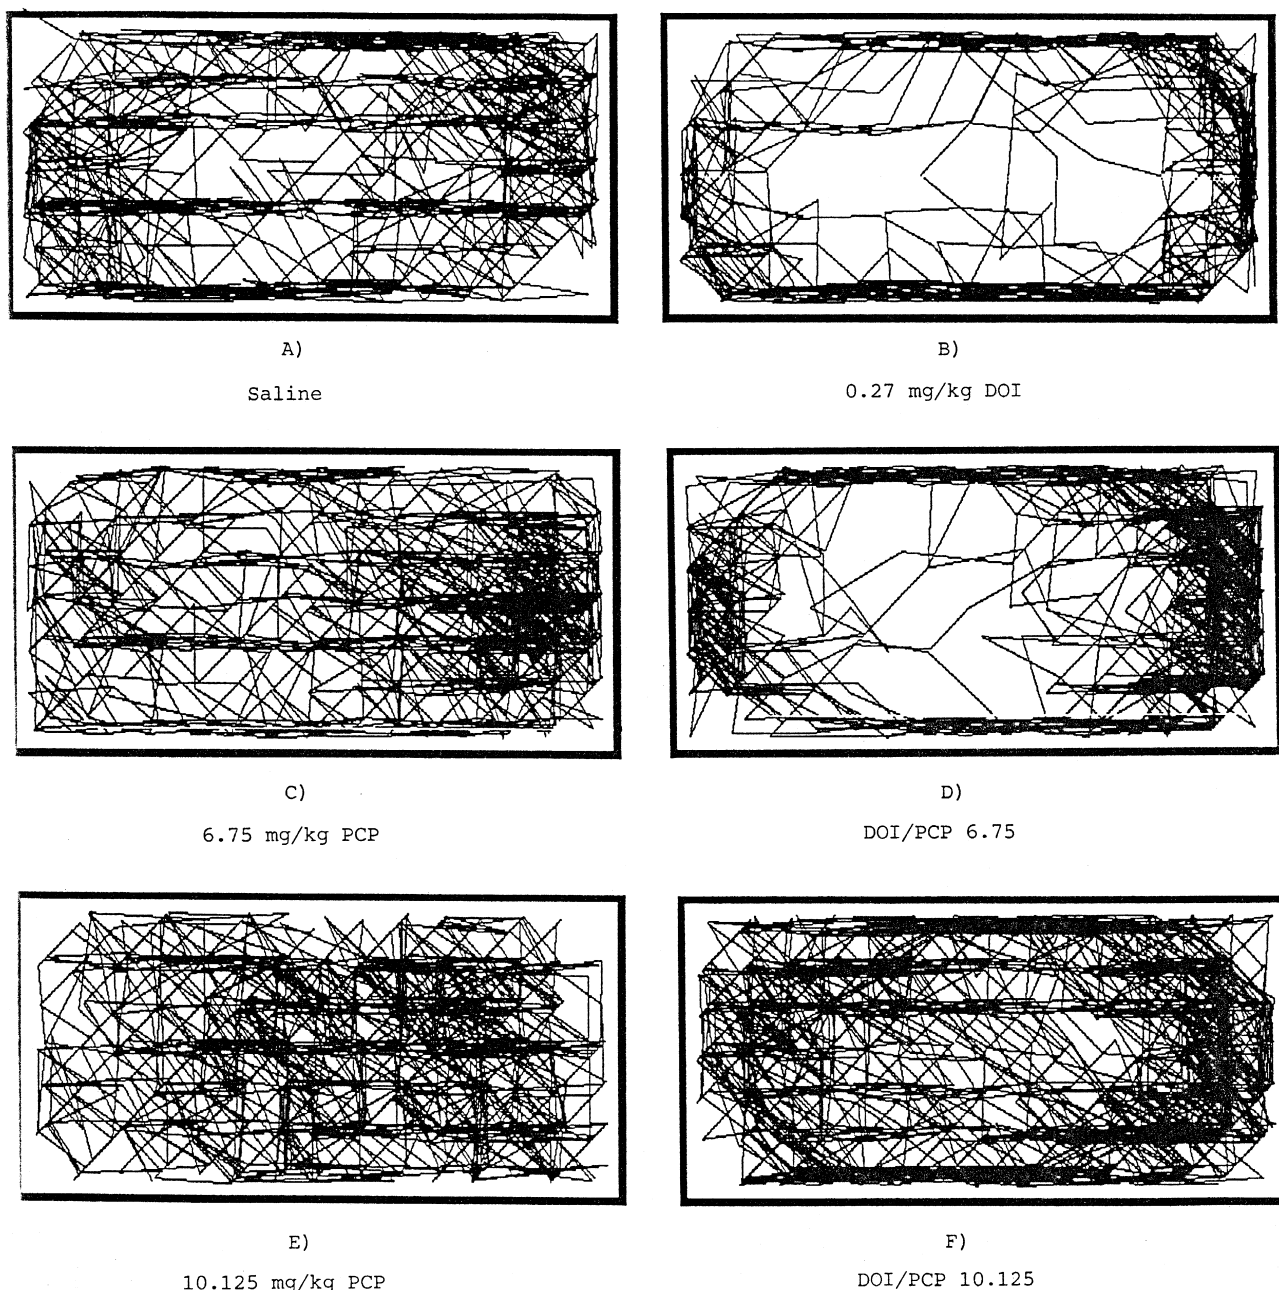 A)
Saline
B)
0.27 mg/kg DOI
C)
6.75 mg/kg PCP
D)
DOI/PCP 6.75
E)
10.125 mg/kg PCP
F)
DOI/PCP 10.125